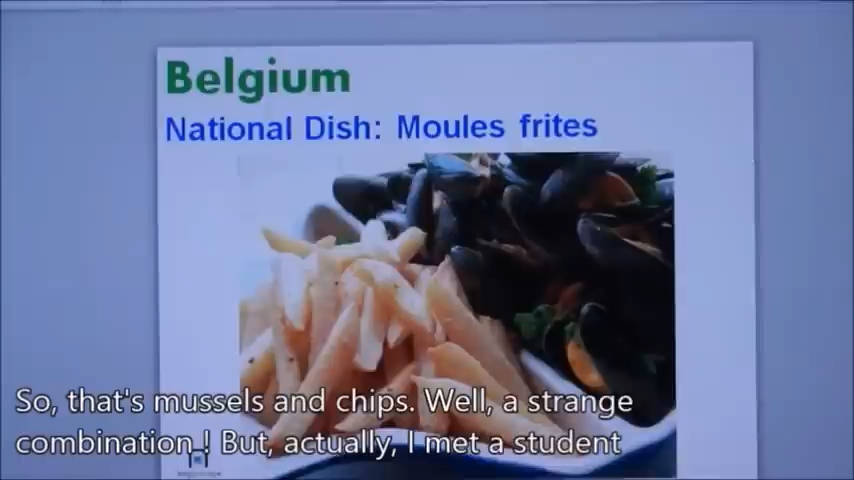 Belgium
National Dish: Moules frites
So, that's mussels and chips. Well, a strange
combination ! But, actually, I met a student